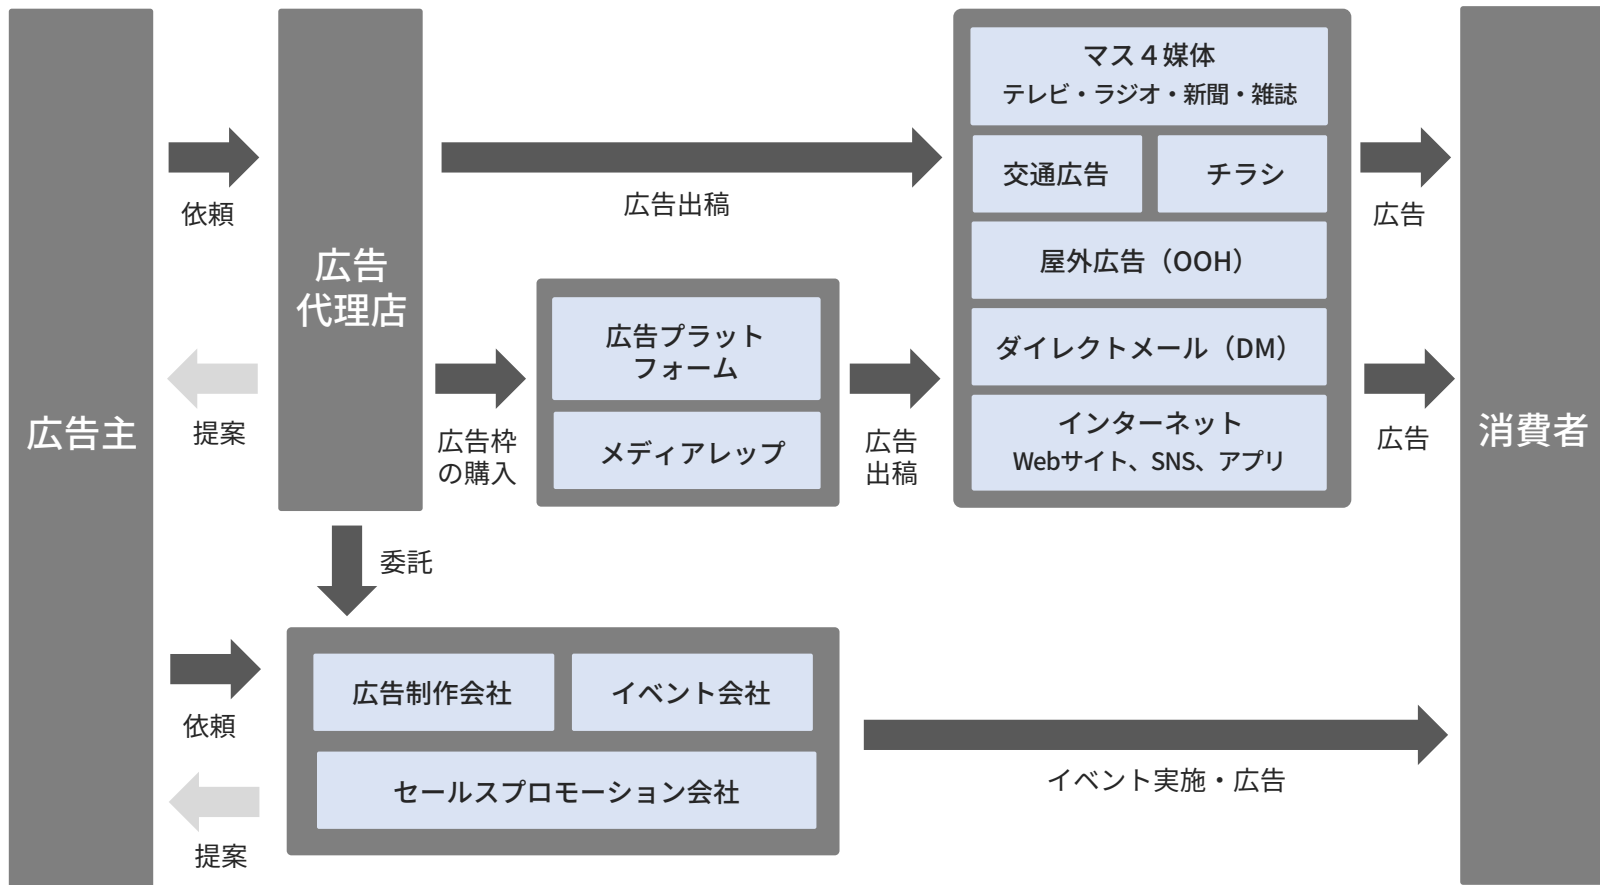 広告主
依頼
提案
広告
代理店
広告出稿
広告枠
の購入
広告プラット
フォーム
メディアレップ
広告
出稿
マス4媒体
テレビ・ラジオ・新聞・雑誌
交通広告
チラシ
屋外広告（OOH）
ダイレクトメール（DM）
インターネット
Webサイト、SNS、アプリ
広告
広告
消費者
委託
依頼
提案
広告制作会社
イベント会社
セールスプロモーション会社
イベント実施・広告